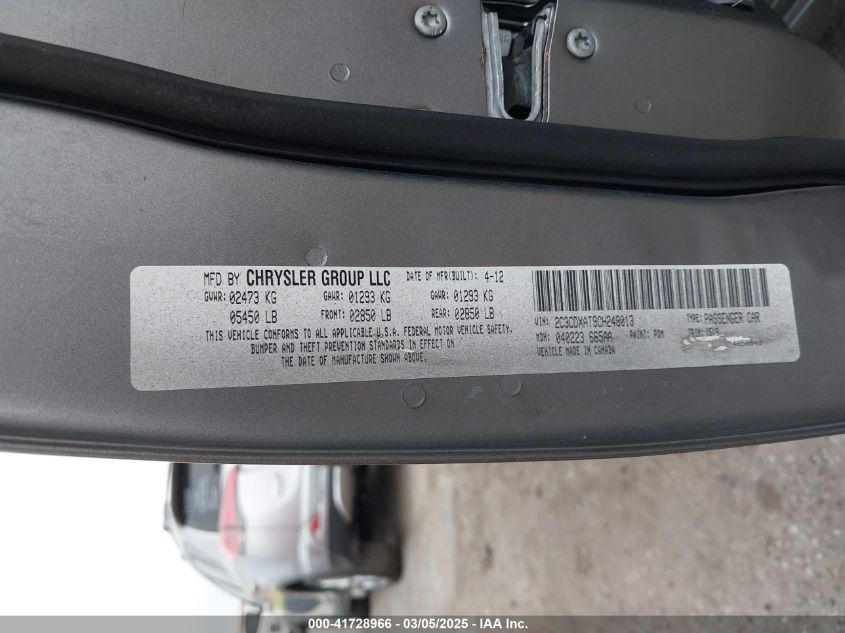 MFD BY CHRYSLER GROUP LLC DATE OF MFR(BUILT): 4-12
GVWR: 02473 KG GAWR: 01293 KG GAWR: 01293 KG
05450 LB FRONT: 02850 LB REAR: 02850 LB
THIS VEHICLE CONFORMS TO ALL APPLICABLE U.S.A. FEDERAL MOTOR VEHICLE SAFETY,
BUMPER AND THEFT PREVENTION STANDARDS IN EFFECT ON
THE DATE OF MANUFACTURE SHOWN ABOVE.
VIN: 2C3CDXAT9CH248013 TYPE: PASSENGER CAR
MDH: 040223 665AA PAINT: PDM TRIM:
VEHICLE MADE IN CANADA
000-41728966 - 03/05/2025 - IAA Inc.